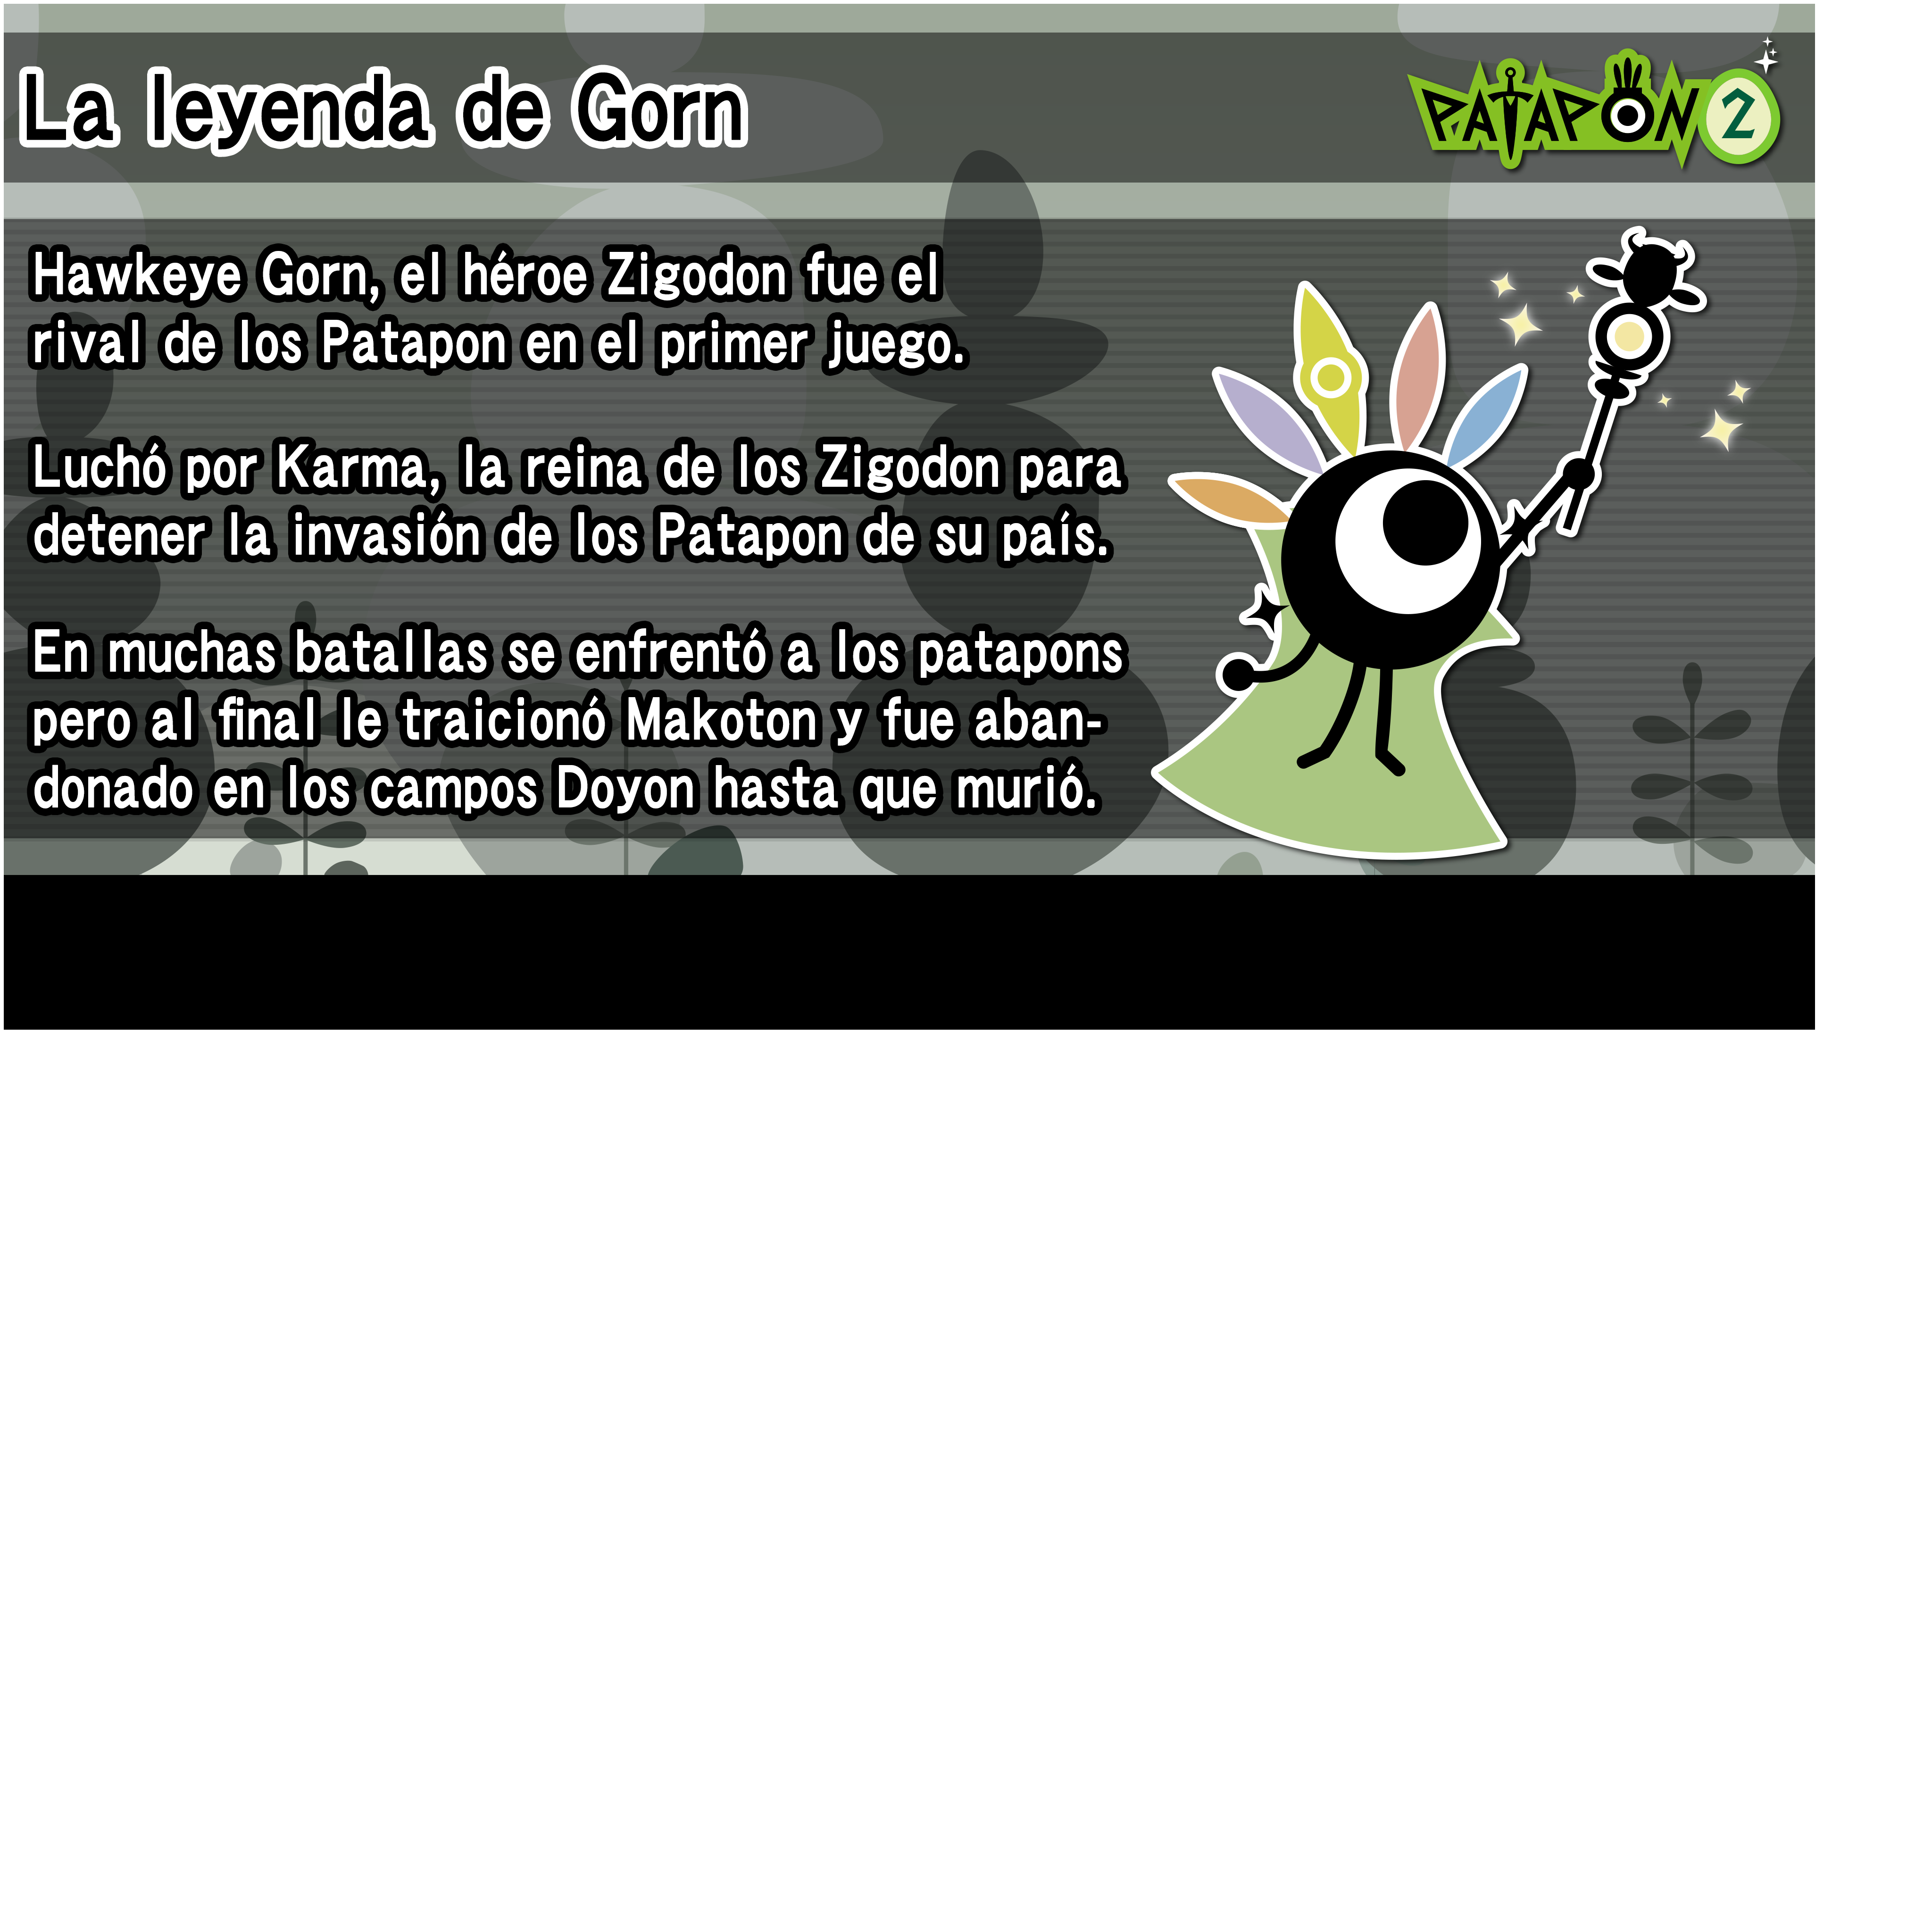 La leyenda de Gorn
PATAPON 2
Hawkeye Gorn, el héroe Zigodon fue el
rival de los Patapon en el primer juego.
Luchó por Karma, la reina de los Zigodon para
detener la invasión de los Patapon de su país.
En muchas batallas se enfrentó a los patapons
pero al final le traicionó Makoton y fue aban-
donado en los campos Doyon hasta que murió.